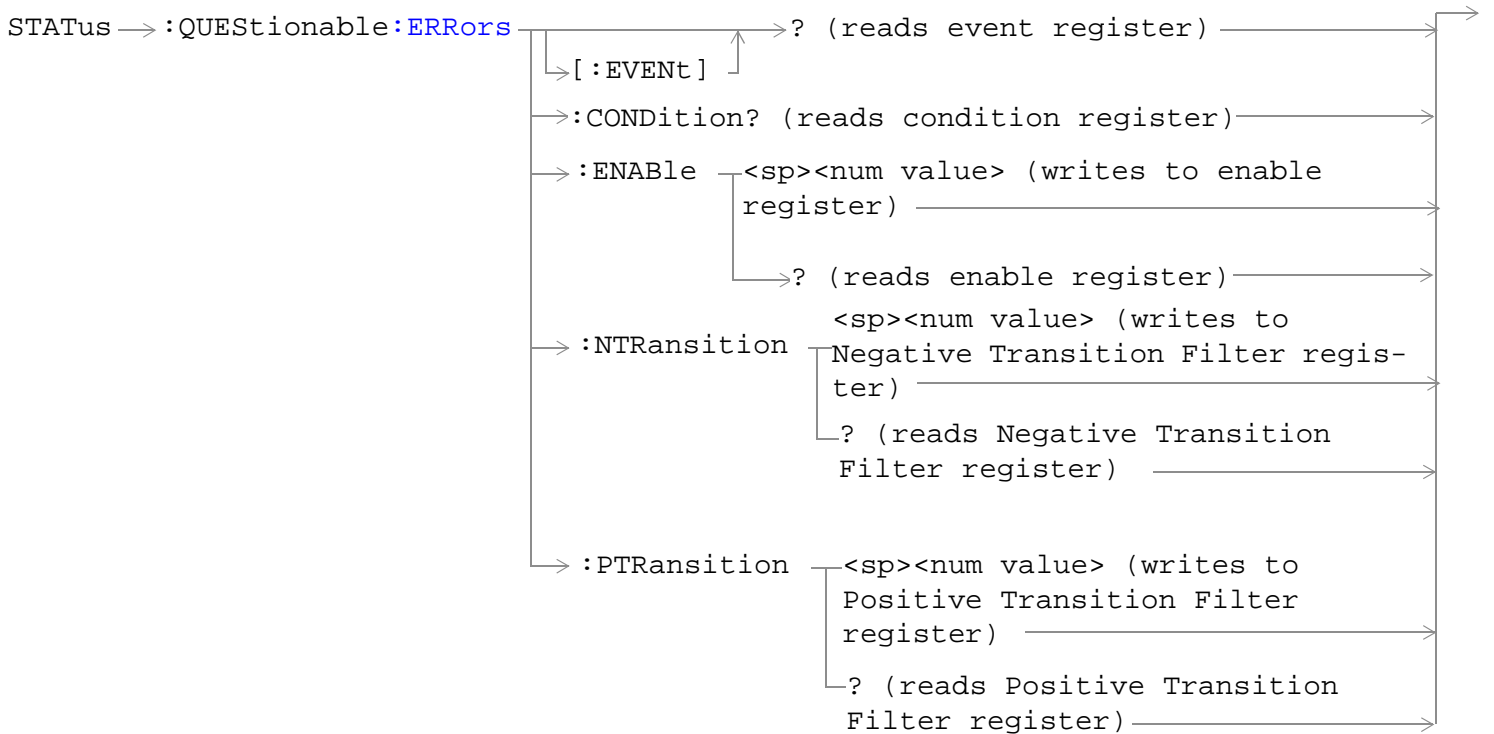 STATus :QUEStionable:ERRors ? (reads event register)
[:EVENt]
:CONDition? (reads condition register)
:ENABle <sp><num value> (writes to enable
register)
? (reads enable register)
<sp><num value> (writes to
:NTRansition Negative Transition Filter regis-
ter)
? (reads Negative Transition
Filter register)
:PTRansition <sp><num value> (writes to
Positive Transition Filter
register)
? (reads Positive Transition
Filter register)